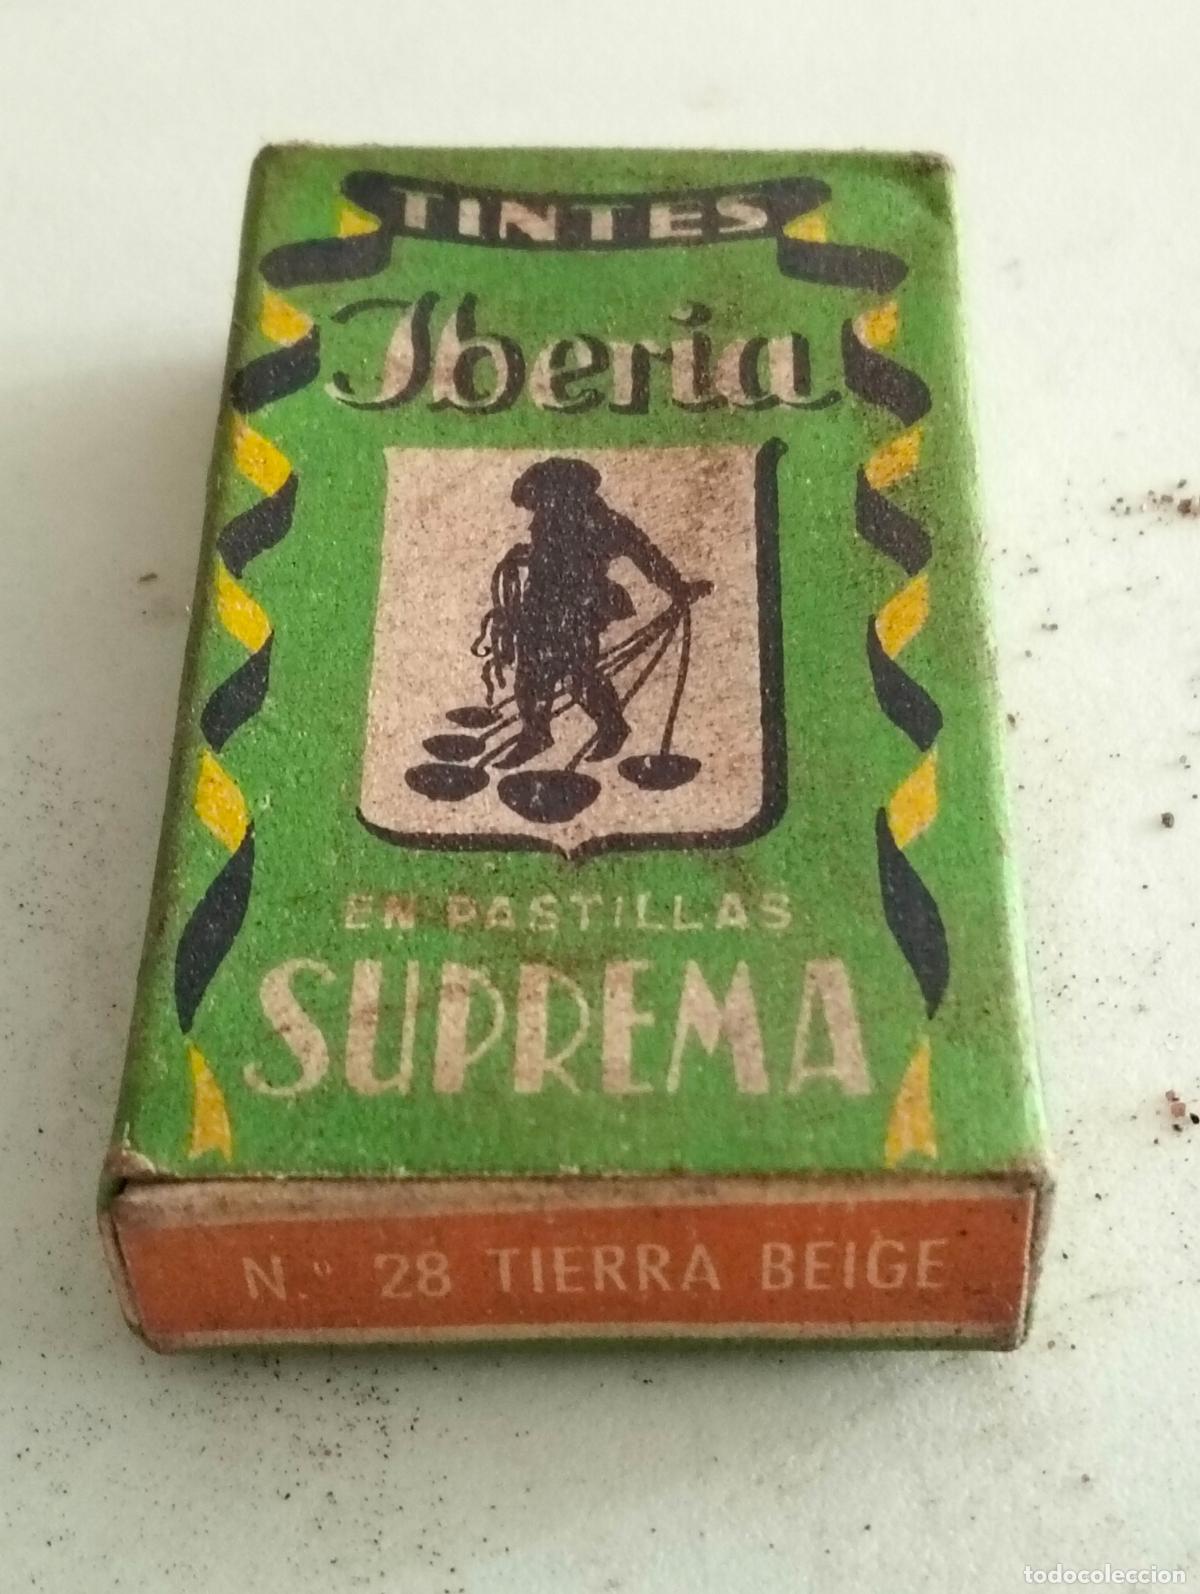 TINTES
Iberia
EN PASTILLAS
SUPREMA
N.º 28 TIERRA BEIGE
todocoleccion